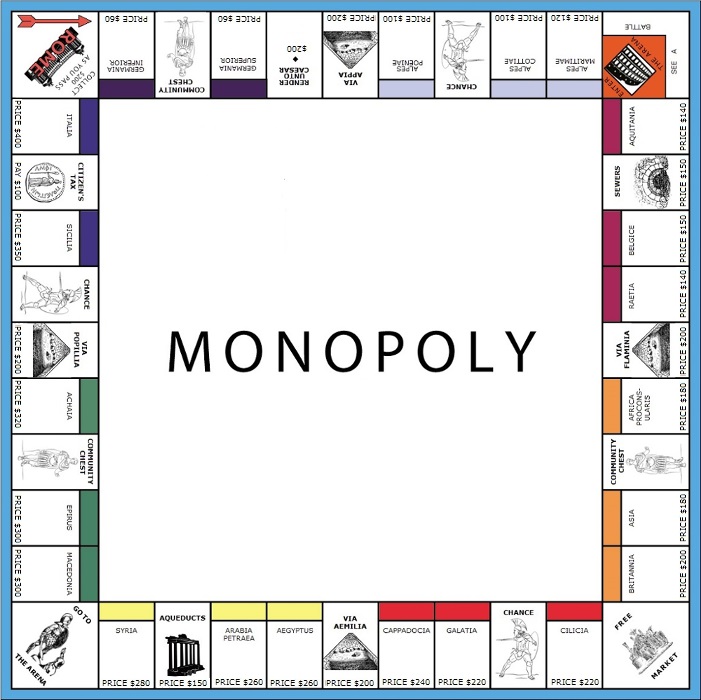 COLLECT
$200
AS YOU PASS
ROME
GERMANIA
INFERIOR
PRICE $60
COMMUNITY
CHEST
GERMANIA
SUPERIOR
PRICE $60
RENDER
UNTO
CAESAR
$200
VIA
APPIA
PRICE $200
ALPES
POENIAE
PRICE $100
CHANCE
ALPES
COTTIAE
PRICE $100
ALPES
MARITIMAE
PRICE $120
SEE A
BATTLE
ENTER
THE ARENA
AQUITANIA
PRICE $140
SEWERS
PRICE $150
BELGICE
PRICE $150
RAETIA
PRICE $140
VIA
FLAMINIA
PRICE $200
AFRICA
PROCONS-
ULARIS
PRICE $180
COMMUNITY
CHEST
ASIA
PRICE $180
BRITANNIA
PRICE $200
FREE
MARKET
CILICIA
PRICE $220
CHANCE
GALATIA
PRICE $220
CAPPADOCIA
PRICE $240
VIA
AEMILIA
PRICE $200
AEGYPTUS
PRICE $260
ARABIA
PETRAEA
PRICE $260
AQUEDUCTS
PRICE $150
SYRIA
PRICE $280
GO TO
THE ARENA
MACEDONIA
PRICE $300
EPIRUS
PRICE $300
COMMUNITY
CHEST
ACHAIA
PRICE $320
VIA
POPILLIA
PRICE $200
CHANCE
SICILIA
PRICE $350
CITIZEN'S
TAX
PAY $100
ITALIA
PRICE $400
MONOPOLY